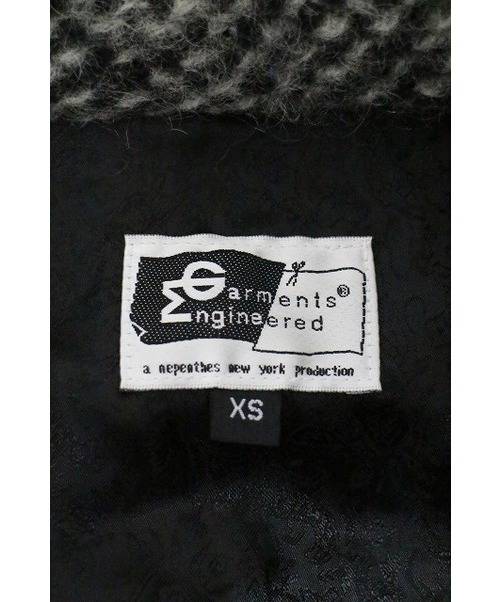 Garments®
Engineered
a nepenthes new york production
XS